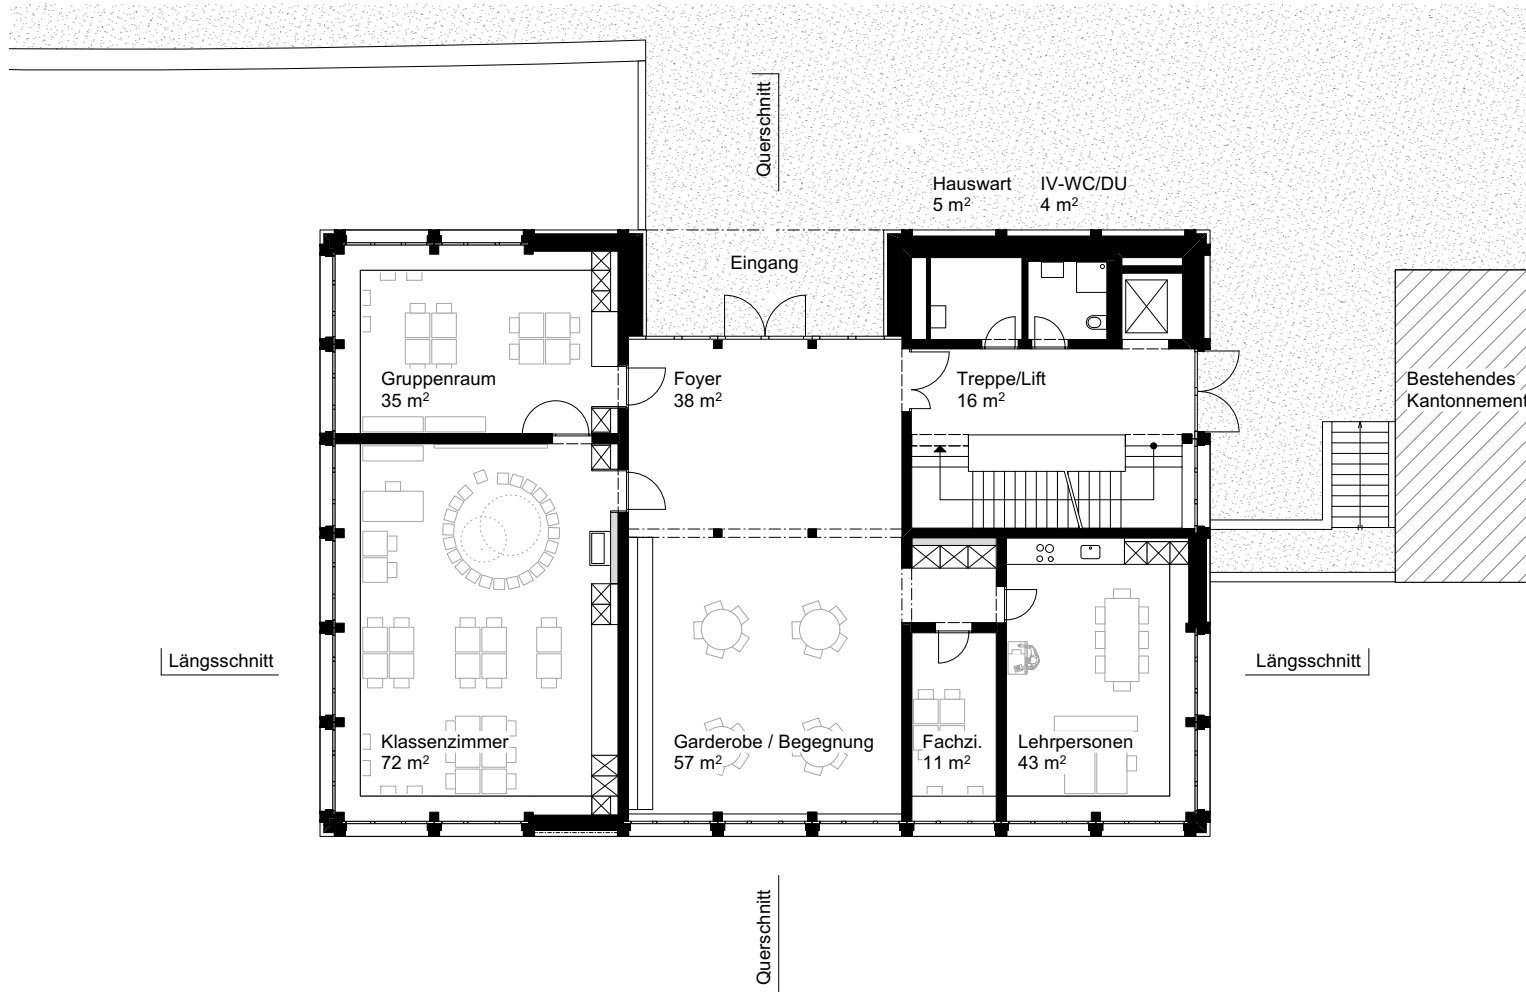 Querschnitt
Hauswart
5 m²
IV-WC/DU
4 m²
Eingang
Gruppenraum
35 m²
Foyer
38 m²
Treppe/Lift
16 m²
Bestehendes
Kantonnement
Längsschnitt
Längsschnitt
Klassenzimmer
72 m²
Garderobe / Begegnung
57 m²
Fachzi.
11 m²
Lehrpersonen
43 m²
Querschnitt